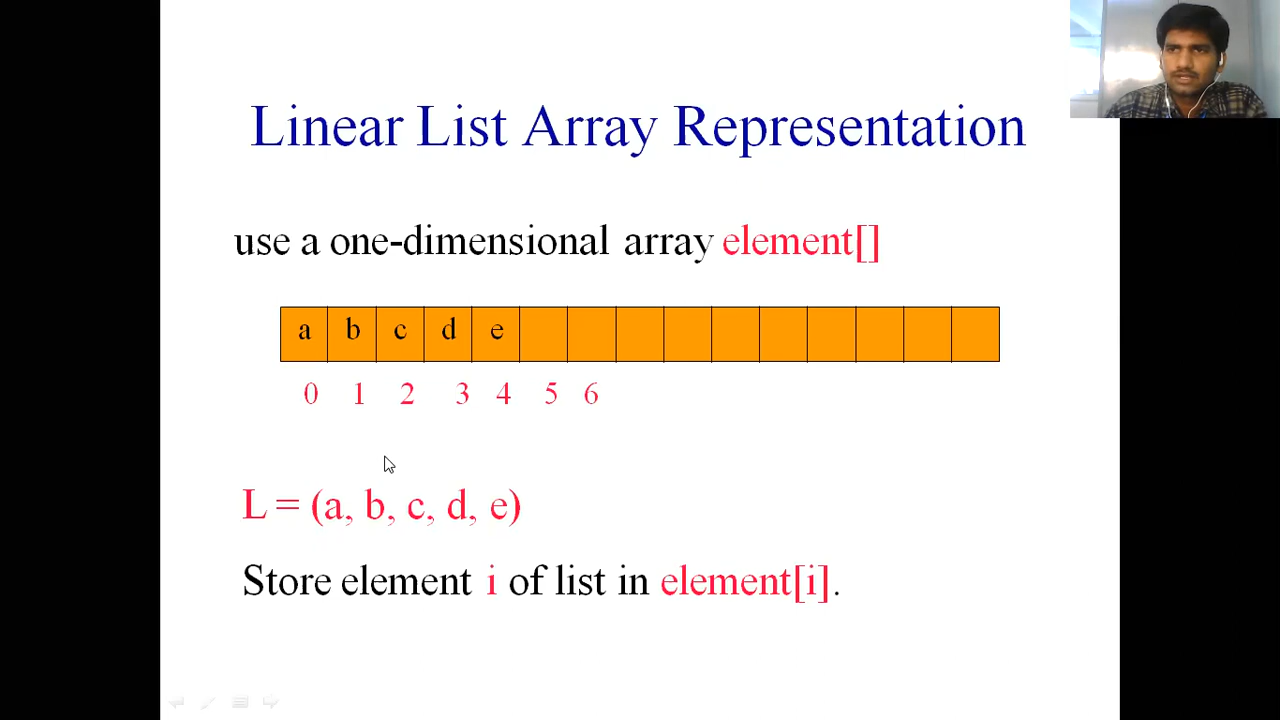 Linear List Array Representation
use a one-dimensional array element[]
a b c d e
0 1 2 3 4 5 6
L = (a, b, c, d, e)
Store element i of list in element[i].